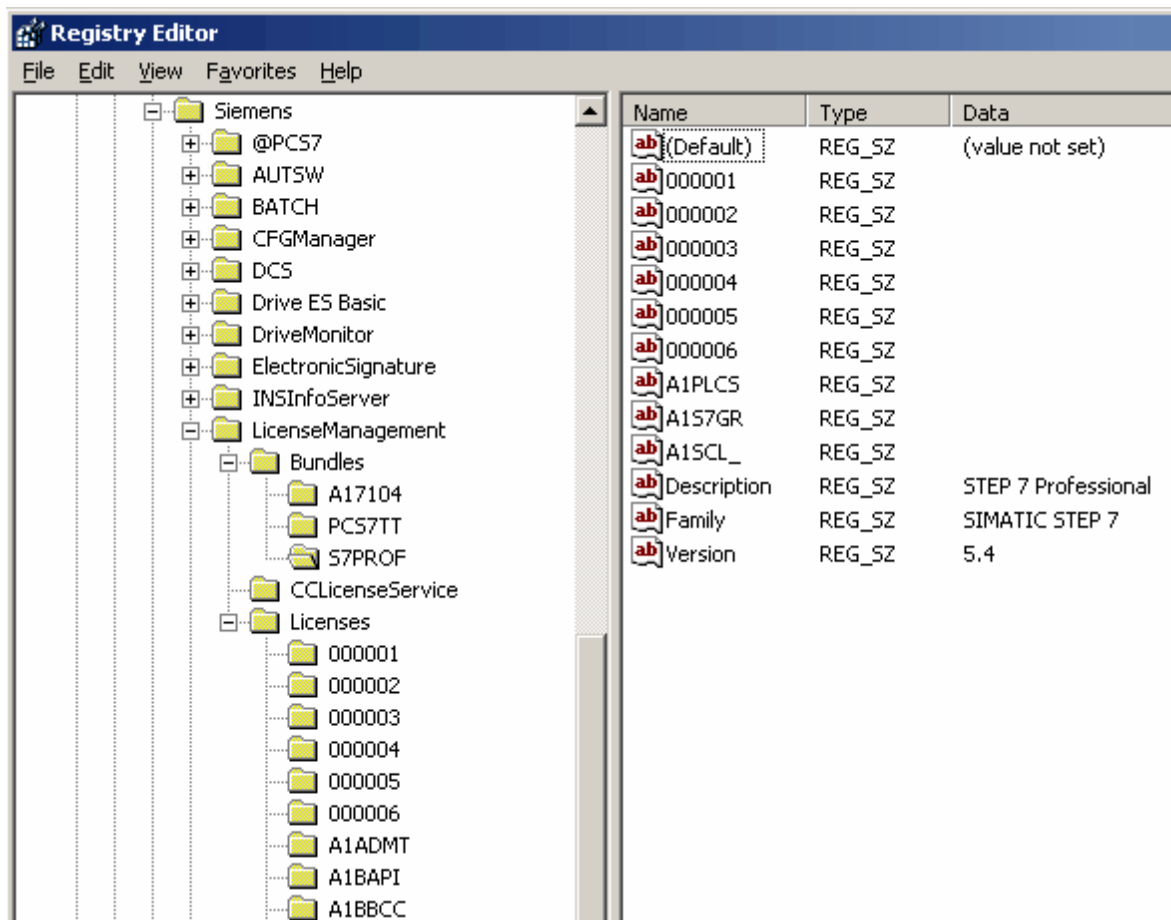 Registry Editor
File Edit View Favorites Help
Siemens
@PCS7
AUTSW
BATCH
CFGManager
DCS
Drive ES Basic
DriveMonitor
ElectronicSignature
INSInfoServer
LicenseManagement
Bundles
A17104
PCS7TT
S7PROF
CCLicenseService
Licenses
000001
000002
000003
000004
000005
000006
A1ADMT
A1BAPI
A1BBCC
Name Type Data
(Default) REG_SZ (value not set)
000001 REG_SZ
000002 REG_SZ
000003 REG_SZ
000004 REG_SZ
000005 REG_SZ
000006 REG_SZ
A1PLCS REG_SZ
A1S7GR REG_SZ
A1SCL_ REG_SZ
Description REG_SZ STEP 7 Professional
Family REG_SZ SIMATIC STEP 7
Version REG_SZ 5.4